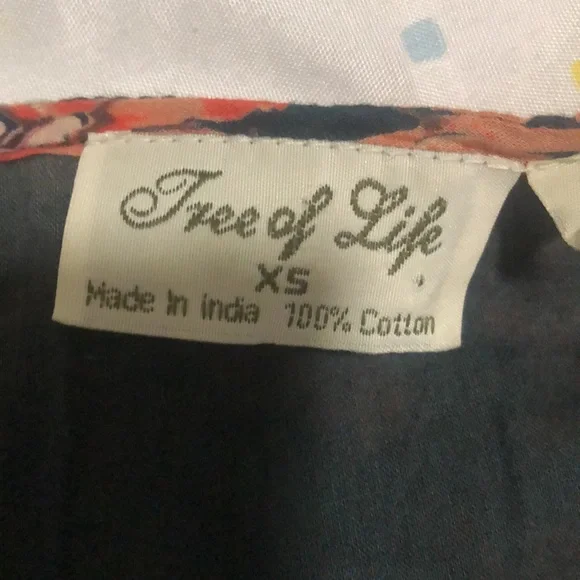 Tree of Life
XS
Made In india 100% Cotton